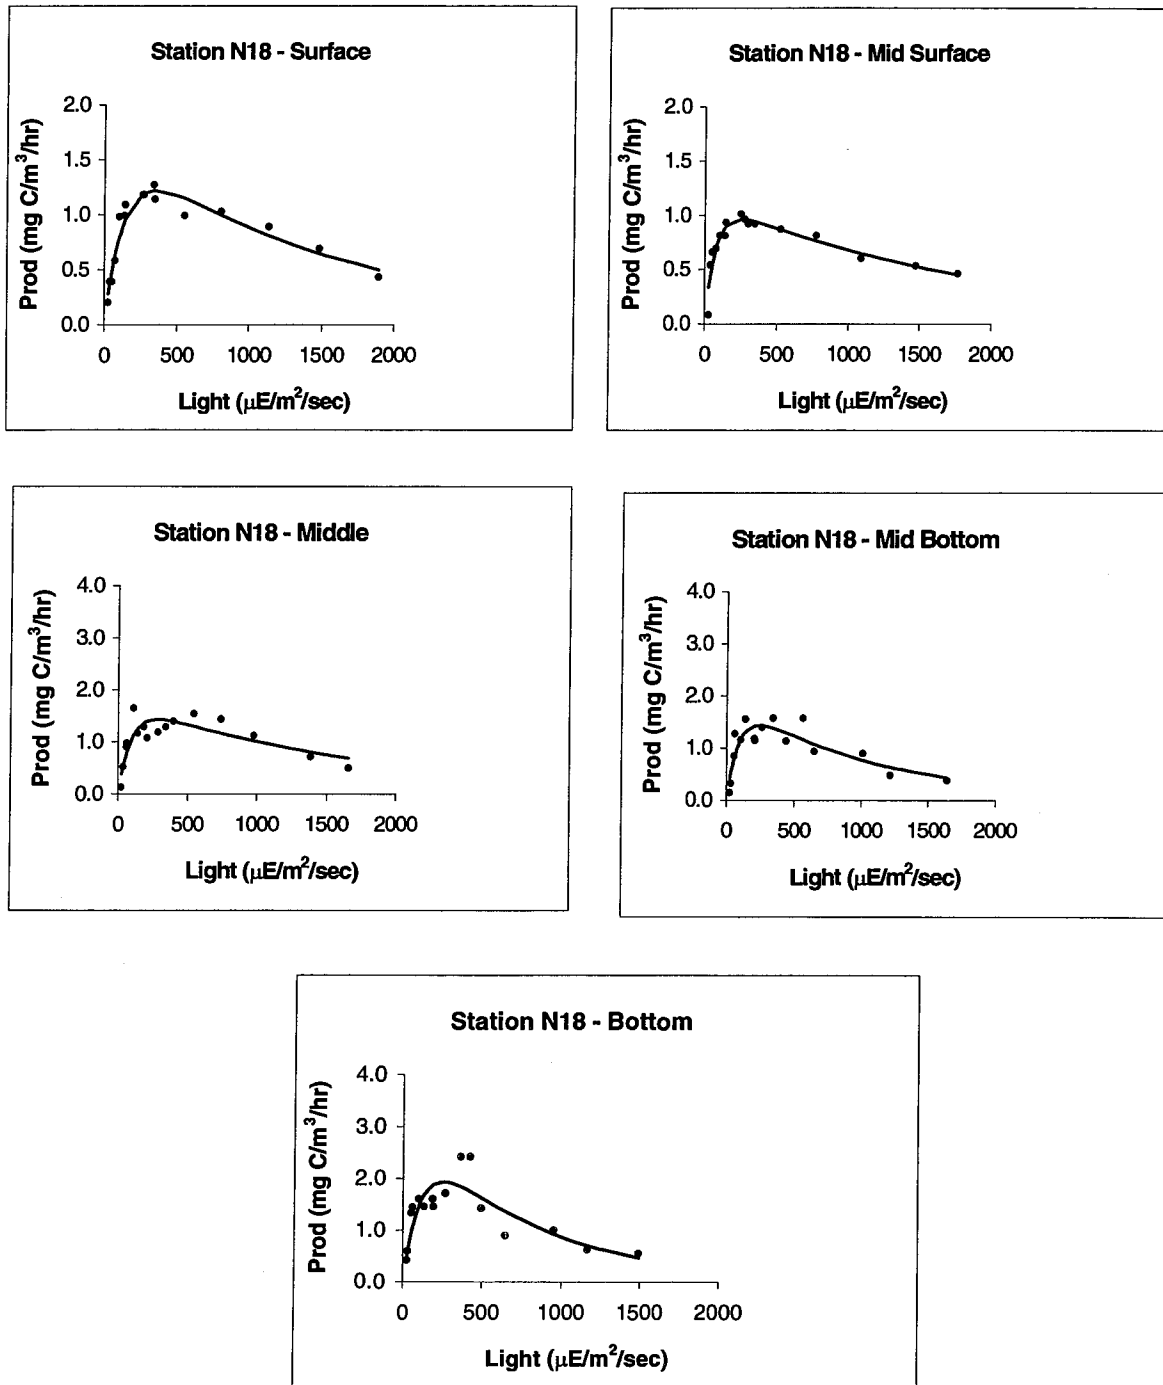 Station N18 - Surface
Prod (mg C/m³/hr)
2.0
1.5
1.0
0.5
0.0
0 500 1000 1500 2000
Light (µE/m²/sec)
Station N18 - Mid Surface
Prod (mg C/m³/hr)
2.0
1.5
1.0
0.5
0.0
0 500 1000 1500 2000
Light (µE/m²/sec)
Station N18 - Middle
Prod (mg C/m³/hr)
4.0
3.0
2.0
1.0
0.0
0 500 1000 1500 2000
Light (µE/m²/sec)
Station N18 - Mid Bottom
Prod (mg C/m³/hr)
4.0
3.0
2.0
1.0
0.0
0 500 1000 1500 2000
Light (µE/m²/sec)
Station N18 - Bottom
Prod (mg C/m³/hr)
4.0
3.0
2.0
1.0
0.0
0 500 1000 1500 2000
Light (µE/m²/sec)